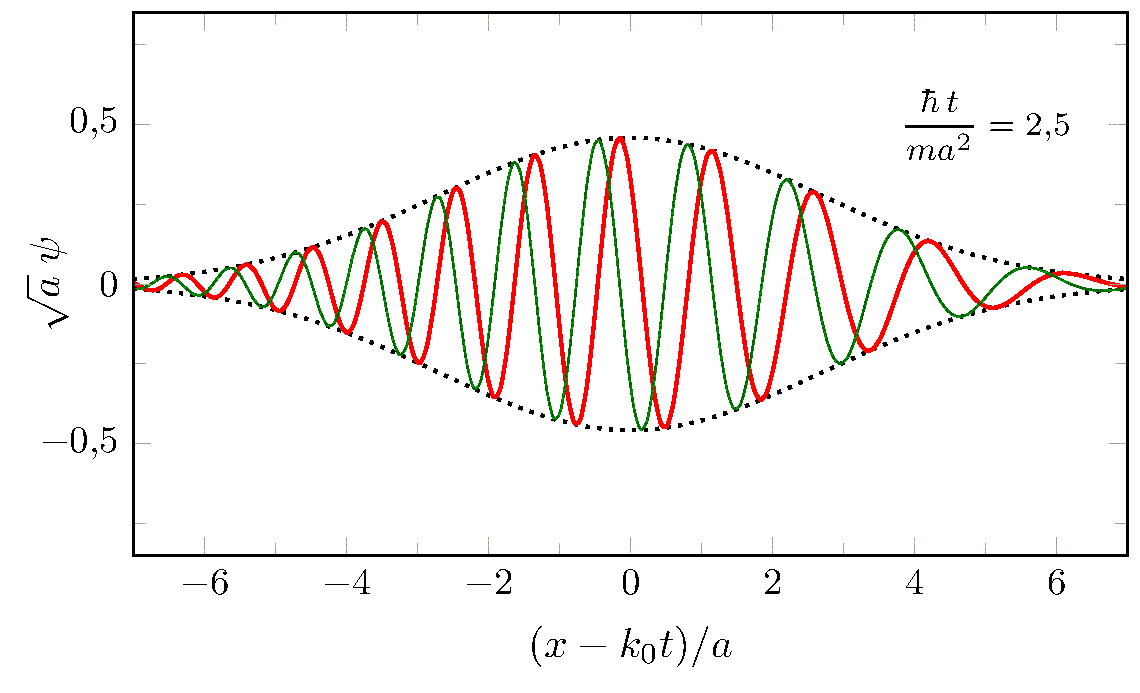 0,5
0
−0,5
√a ψ
ħ t
ma² = 2,5
−6 −4 −2 0 2 4 6
(x − k₀t)/a